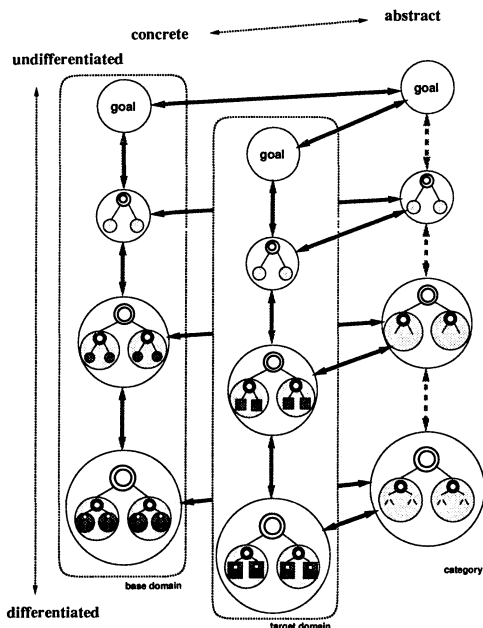 abstract
concrete
undifferentiated
goal
goal
goal
category
base domain
differentiated
target domain